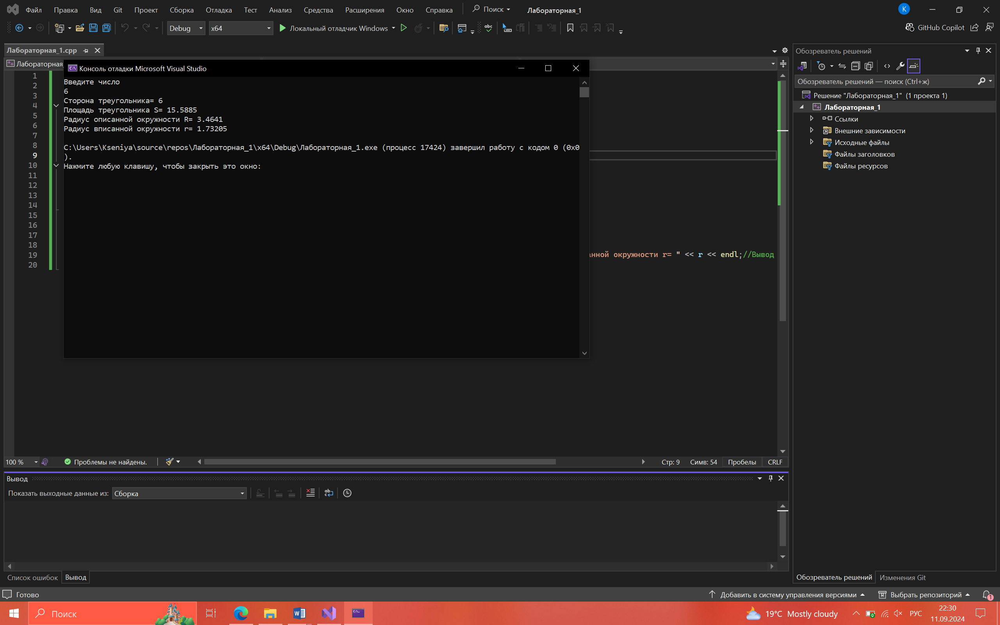 Файл Правка Вид Git Проект Сборка Отладка Тест Анализ Средства Расширения Окно Справка Поиск Лабораторная_1 K
Debug x64 Локальный отладчик Windows abc GitHub Copilot
Лабораторная_1.cpp
Лабораторная_
Консоль отладки Microsoft Visual Studio
Введите число
6
Сторона треугольника= 6
Площадь треугольника S= 15.5885
Радиус описанной окружности R= 3.4641
Радиус вписанной окружности r= 1.73205
C:\Users\Kseniya\source\repos\Лабораторная_1\x64\Debug\Лабораторная_1.exe (процесс 17424) завершил работу с кодом 0 (0x0
).
Нажмите любую клавишу, чтобы закрыть это окно:
1
2
3
4
5
6
7
8
9
10
11
12
13
14
15
16
17
18
19
20
нной окружности r= " << r << endl;//Вывод
100 % Проблемы не найдены. Стр: 9 Симв: 54 Пробелы CRLF
Вывод
Показать выходные данные из: Сборка
Список ошибок Вывод
Обозреватель решений
Обозреватель решений — поиск (Ctrl+ж)
Решение "Лабораторная_1" (1 проекта 1)
Лабораторная_1
Ссылки
Внешние зависимости
Исходные файлы
Файлы заголовков
Файлы ресурсов
Обозреватель решений Изменения Git
Готово Добавить в систему управления версиями Выбрать репозиторий 1
Поиск 19°C Mostly cloudy РУС 22:30
11.09.2024